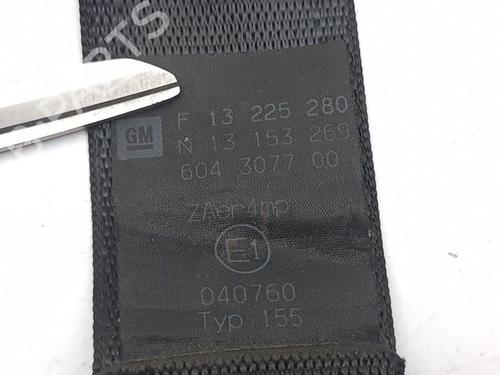 F 13 225 280
GM
N 13 153 269
604 3077 00
ZAer4mp
E1
040760
Typ 155